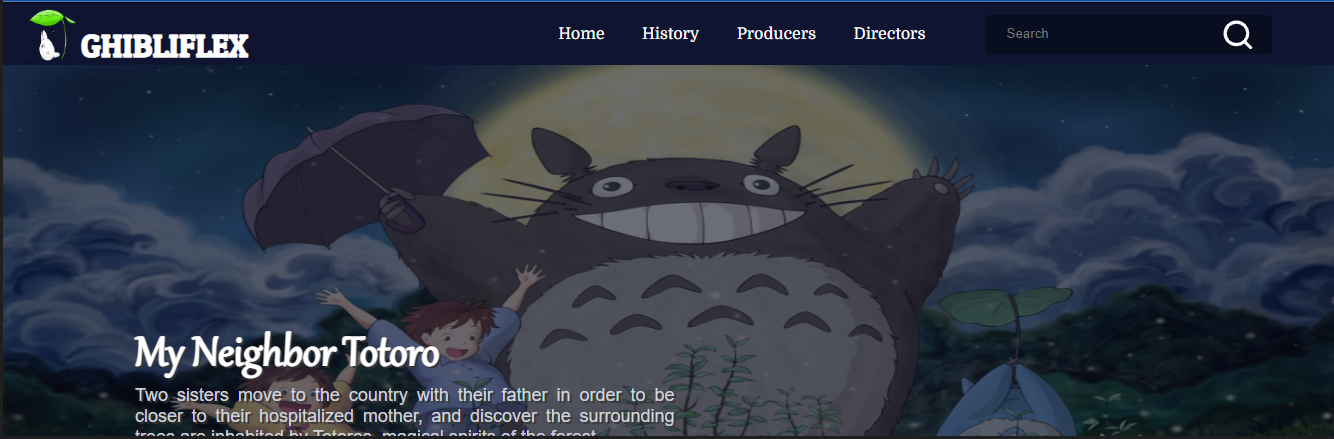 GHIBLIFLEX
Home History Producers Directors Search
My Neighbor Totoro
Two sisters move to the country with their father in order to be
closer to their hospitalized mother, and discover the surrounding
trees are inhabited by Totoros, magical spirits of the forest.